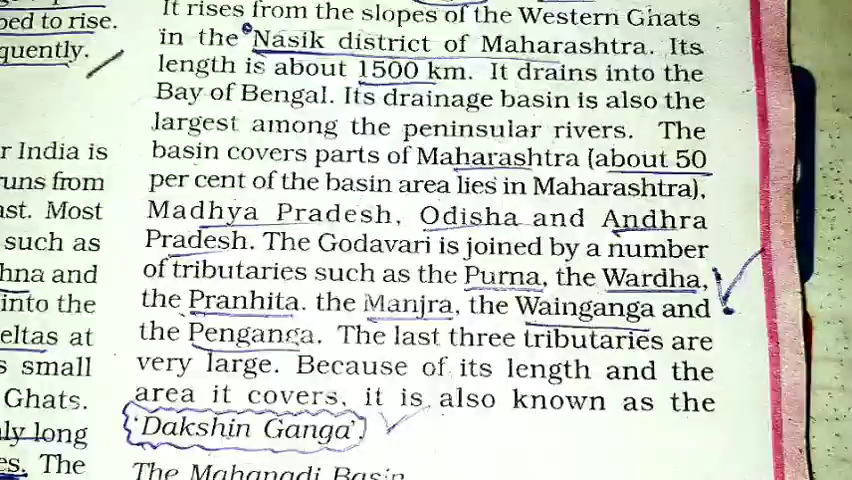 ped to rise.
quently.
r India is
runs from
ast. Most
such as
hna and
into the
eltas at
s small
Ghats.
ly long
es. The
It rises from the slopes of the Western Ghats
in the Nasik district of Maharashtra. Its
length is about 1500 km. It drains into the
Bay of Bengal. Its drainage basin is also the
largest among the peninsular rivers. The
basin covers parts of Maharashtra (about 50
per cent of the basin area lies in Maharashtra),
Madhya Pradesh, Odisha and Andhra
Pradesh. The Godavari is joined by a number
of tributaries such as the Purna, the Wardha,
the Pranhita, the Manjra, the Wainganga and
the Penganga. The last three tributaries are
very large. Because of its length and the
area it covers, it is also known as the
'Dakshin Ganga'.
The Mahanadi Basin